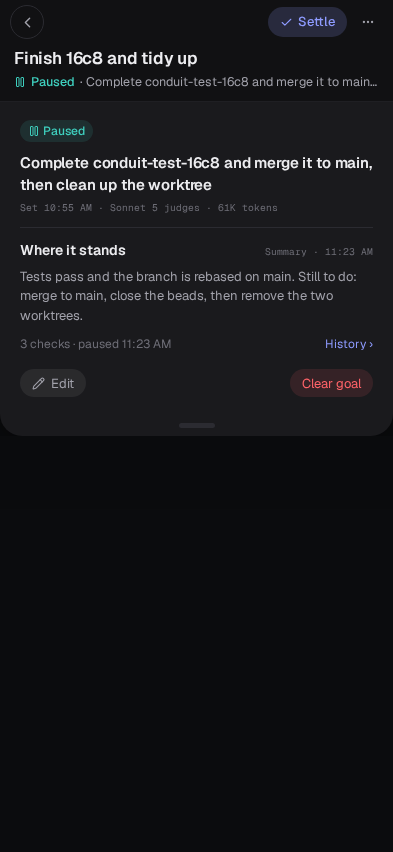 Settle
Finish 16c8 and tidy up
Paused · Complete conduit-test-16c8 and merge it to main…
Paused
Complete conduit-test-16c8 and merge it to main,
then clean up the worktree
Set 10:55 AM · Sonnet 5 judges · 61K tokens
Where it stands
Summary · 11:23 AM
Tests pass and the branch is rebased on main. Still to do:
merge to main, close the beads, then remove the two
worktrees.
3 checks · paused 11:23 AM
History ›
Edit
Clear goal